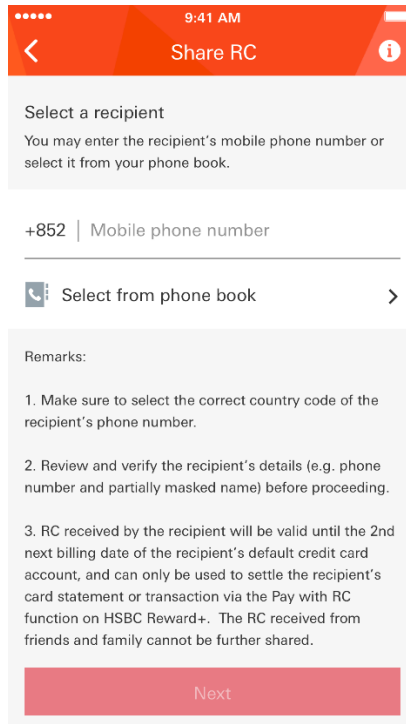 9:41 AM
Share RC
Select a recipient
You may enter the recipient's mobile phone number or
select it from your phone book.
+852 | Mobile phone number
Select from phone book
Remarks:
1. Make sure to select the correct country code of the
recipient's phone number.
2. Review and verify the recipient's details (e.g. phone
number and partially masked name) before proceeding.
3. RC received by the recipient will be valid until the 2nd
next billing date of the recipient's default credit card
account, and can only be used to settle the recipient's
card statement or transaction via the Pay with RC
function on HSBC Reward+.  The RC received from
friends and family cannot be further shared.
Next